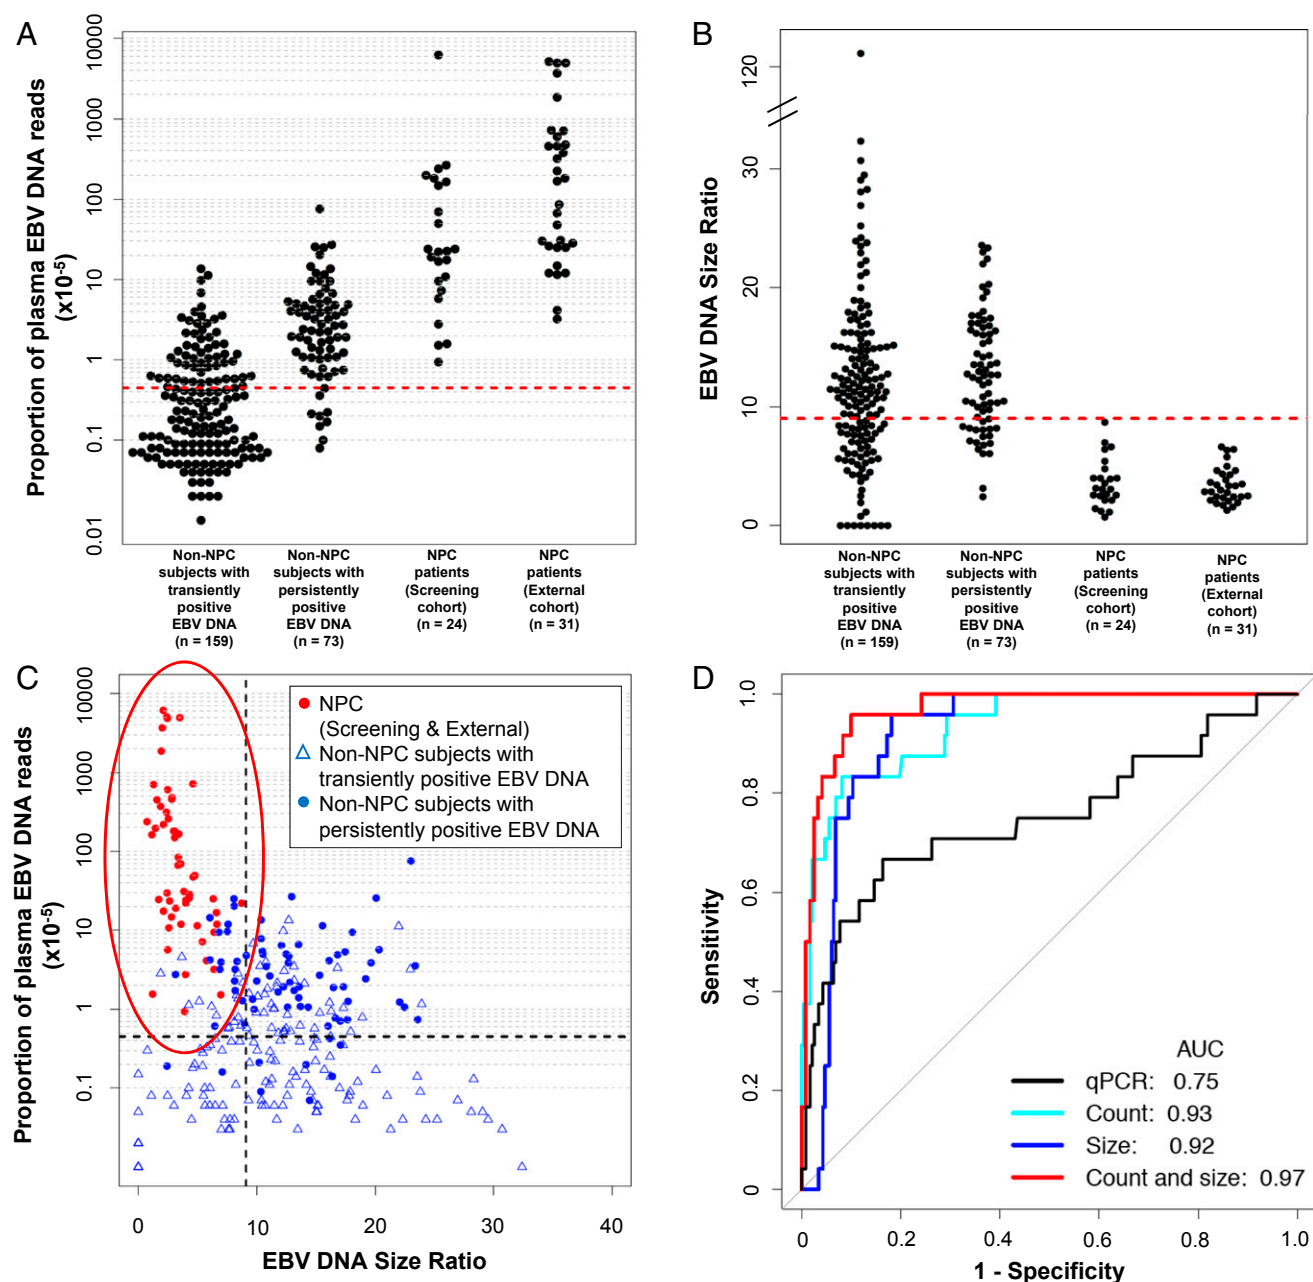 A
Proportion of plasma EBV DNA reads
(x10⁻⁵)
10000
1000
100
10
1
0.1
0.01
Non-NPC
subjects with
transiently
positive
EBV DNA
(n = 159)
Non-NPC
subjects with
persistently
positive
EBV DNA
(n = 73)
NPC
patients
(Screening
cohort)
(n = 24)
NPC
patients
(External
cohort)
(n = 31)
B
EBV DNA Size Ratio
120
30
20
10
0
Non-NPC
subjects with
transiently
positive
EBV DNA
(n = 159)
Non-NPC
subjects with
persistently
positive
EBV DNA
(n = 73)
NPC
patients
(Screening
cohort)
(n = 24)
NPC
patients
(External
cohort)
(n = 31)
C
Proportion of plasma EBV DNA reads
(x10⁻⁵)
10000
1000
100
10
1
0.1
NPC
(Screening & External)
Non-NPC subjects with
transiently positive EBV DNA
Non-NPC subjects with
persistently positive EBV DNA
0 10 20 30 40
EBV DNA Size Ratio
D
Sensitivity
1.0
0.8
0.6
0.4
0.2
0
AUC
qPCR: 0.75
Count: 0.93
Size: 0.92
Count and size: 0.97
0 0.2 0.4 0.6 0.8 1.0
1 - Specificity